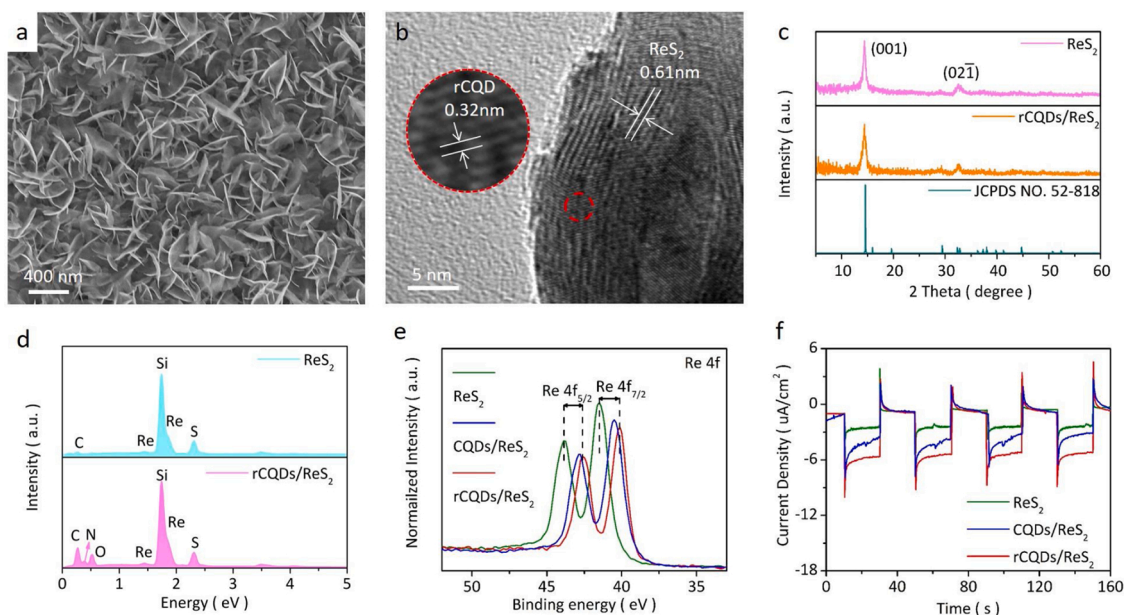 a
400 nm
b
rCQD
0.32nm
ReS₂
0.61nm
5 nm
c
Intensity ( a.u. )
(001)
(021̅)
ReS₂
rCQDs/ReS₂
JCPDS NO. 52-818
10 20 30 40 50 60
2 Theta ( degree )
d
Intensity ( a.u. )
ReS₂
Si
Re
C
Re
S
rCQDs/ReS₂
Si
C
N
O
Re
Re
S
0 1 2 3 4 5
Energy ( eV )
e
Normailzed Intensity ( a.u. )
Re 4f
ReS₂
CQDs/ReS₂
rCQDs/ReS₂
Re 4f₅/₂
Re 4f₇/₂
50 45 40 35
Binding energy ( eV )
f
Current Density ( uA/cm² )
6
0
-6
-12
-18
ReS₂
CQDs/ReS₂
rCQDs/ReS₂
0 40 80 120 160
Time ( s )